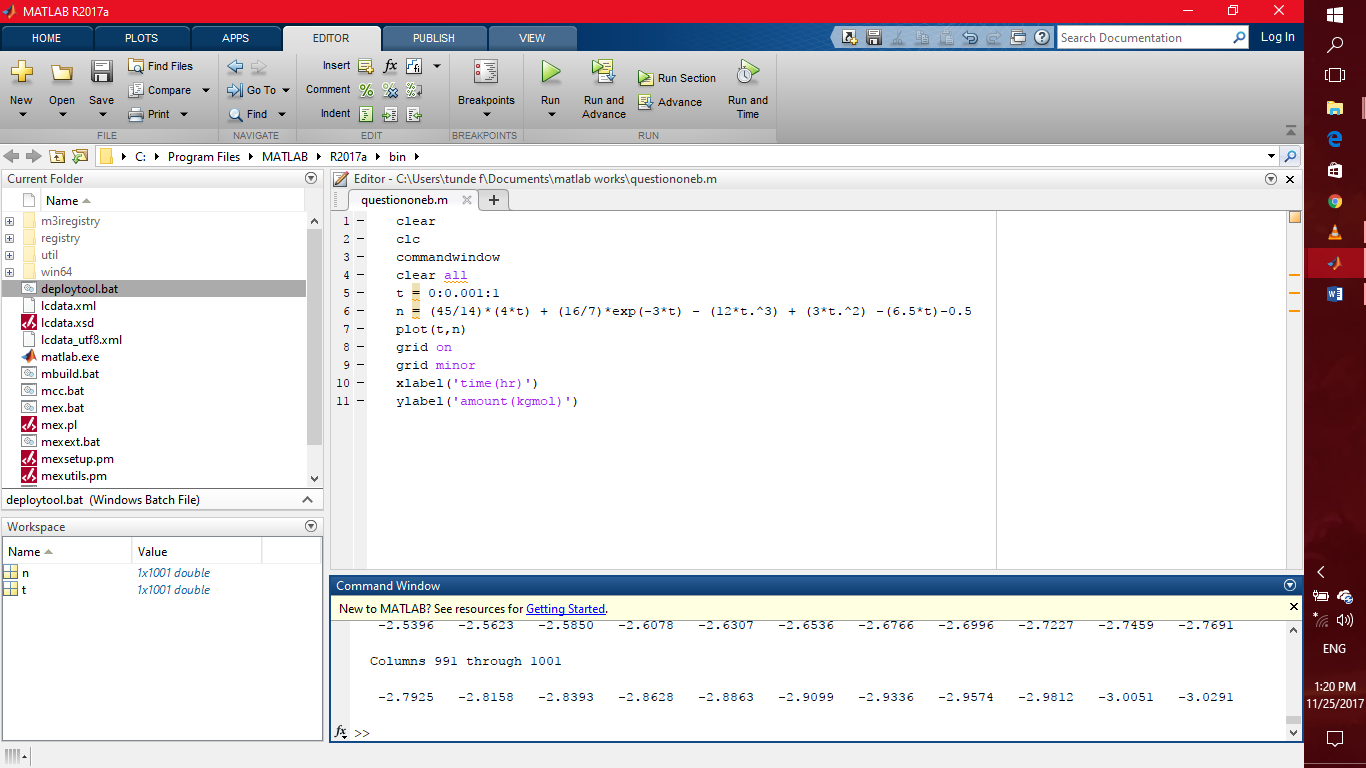 MATLAB R2017a
HOME PLOTS APPS EDITOR PUBLISH VIEW
Search Documentation
Log In
New Open Save
Find Files
Compare
Print
FILE
Go To
Find
NAVIGATE
Insert
Comment
Indent
EDIT
Breakpoints
BREAKPOINTS
Run
Run and Advance
Run Section
Advance
Run and Time
RUN
C: Program Files MATLAB R2017a bin
Current Folder
Name
m3iregistry
registry
util
win64
deploytool.bat
lcdata.xml
lcdata.xsd
lcdata_utf8.xml
matlab.exe
mbuild.bat
mcc.bat
mex.bat
mex.pl
mexext.bat
mexsetup.pm
mexutils.pm
deploytool.bat (Windows Batch File)
Workspace
Name Value
n 1x1001 double
t 1x1001 double
Editor - C:\Users\tunde f\Documents\matlab works\questiononeb.m
questiononeb.m
1 clear
2 clc
3 commandwindow
4 clear all
5 t = 0:0.001:1
6 n = (45/14)*(4*t) + (16/7)*exp(-3*t) - (12*t.^3) + (3*t.^2) -(6.5*t)-0.5
7 plot(t,n)
8 grid on
9 grid minor
10 xlabel('time(hr)')
11 ylabel('amount(kgmol)')
Command Window
New to MATLAB? See resources for Getting Started.
-2.5396 -2.5623 -2.5850 -2.6078 -2.6307 -2.6536 -2.6766 -2.6996 -2.7227 -2.7459 -2.7691
Columns 991 through 1001
-2.7925 -2.8158 -2.8393 -2.8628 -2.8863 -2.9099 -2.9336 -2.9574 -2.9812 -3.0051 -3.0291
fx >>
ENG
1:20 PM
11/25/2017